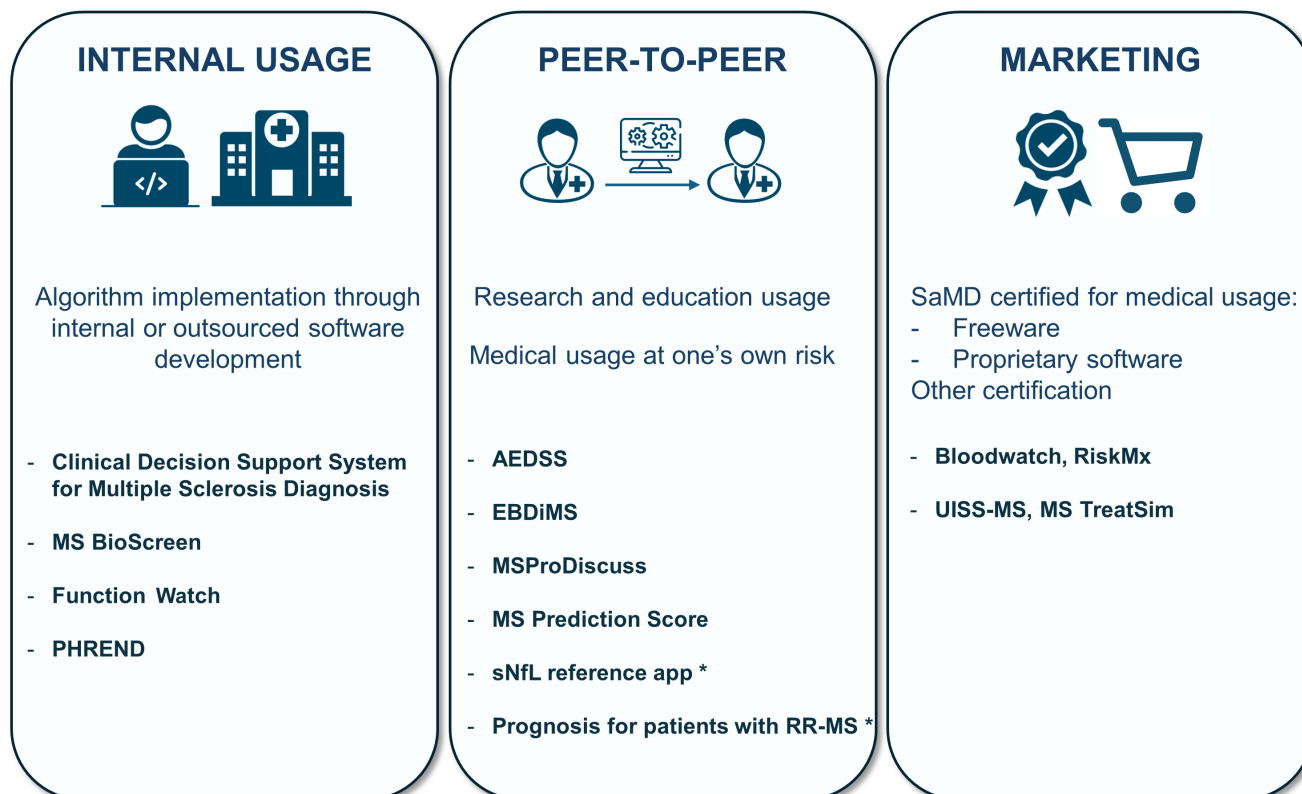 INTERNAL USAGE
</>
Algorithm implementation through
internal or outsourced software
development
- Clinical Decision Support System
for Multiple Sclerosis Diagnosis
- MS BioScreen
- Function Watch
- PHREND
PEER-TO-PEER
Research and education usage
Medical usage at one's own risk
- AEDSS
- EBDiMS
- MSProDiscuss
- MS Prediction Score
- sNfL reference app *
- Prognosis for patients with RR-MS *
MARKETING
SaMD certified for medical usage:
- Freeware
- Proprietary software
Other certification
- Bloodwatch, RiskMx
- UISS-MS, MS TreatSim